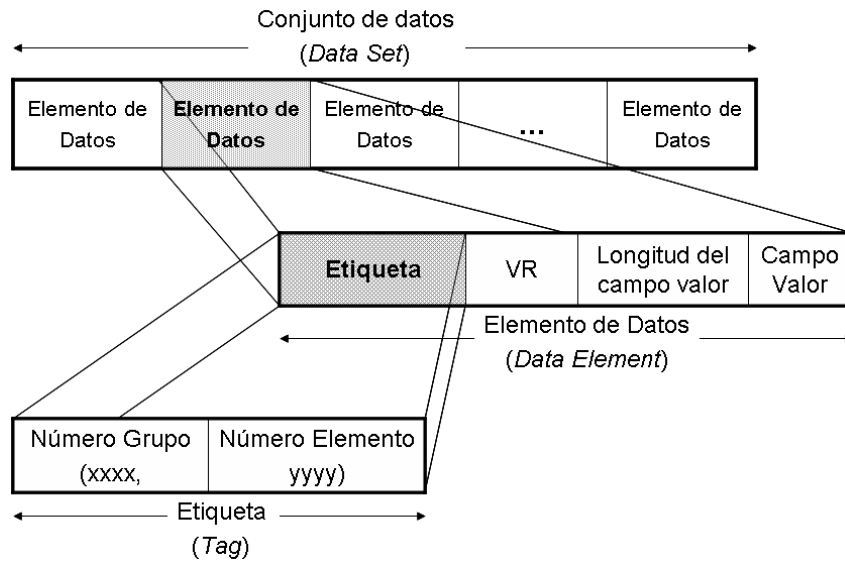 Conjunto de datos
(Data Set)
Elemento de
Datos
Elemento de
Datos
Elemento de
Datos
...
Elemento de
Datos
Etiqueta
VR
Longitud del
campo valor
Campo
Valor
Elemento de Datos
(Data Element)
Número Grupo
(xxxx,
Número Elemento
yyyy)
Etiqueta
(Tag)